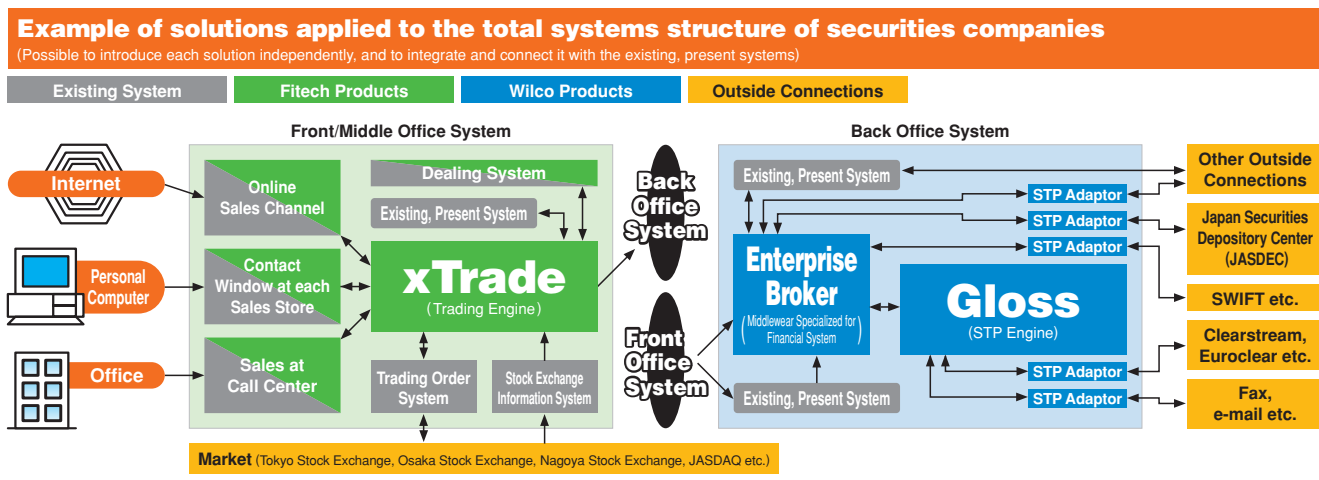 Example of solutions applied to the total systems structure of securities companies
(Possible to introduce each solution independently, and to integrate and connect it with the existing, present systems)
Existing System
Fitech Products
Wilco Products
Outside Connections
Front/Middle Office System
Internet
Personal
Computer
Office
Online
Sales Channel
Contact
Window at each
Sales Store
Sales at
Call Center
Dealing System
Existing, Present System
xTrade
(Trading Engine)
Trading Order
System
Stock Exchange
Information System
Market (Tokyo Stock Exchange, Osaka Stock Exchange, Nagoya Stock Exchange, JASDAQ etc.)
Back
Office
System
Front
Office
System
Back Office System
Existing, Present System
STP Adaptor
STP Adaptor
STP Adaptor
Enterprise
Broker
(Middlewear Specialized for
Financial System)
Gloss
(STP Engine)
STP Adaptor
STP Adaptor
Existing, Present System
Other Outside
Connections
Japan Securities
Depository Center
(JASDEC)
SWIFT etc.
Clearstream,
Euroclear etc.
Fax,
e-mail etc.